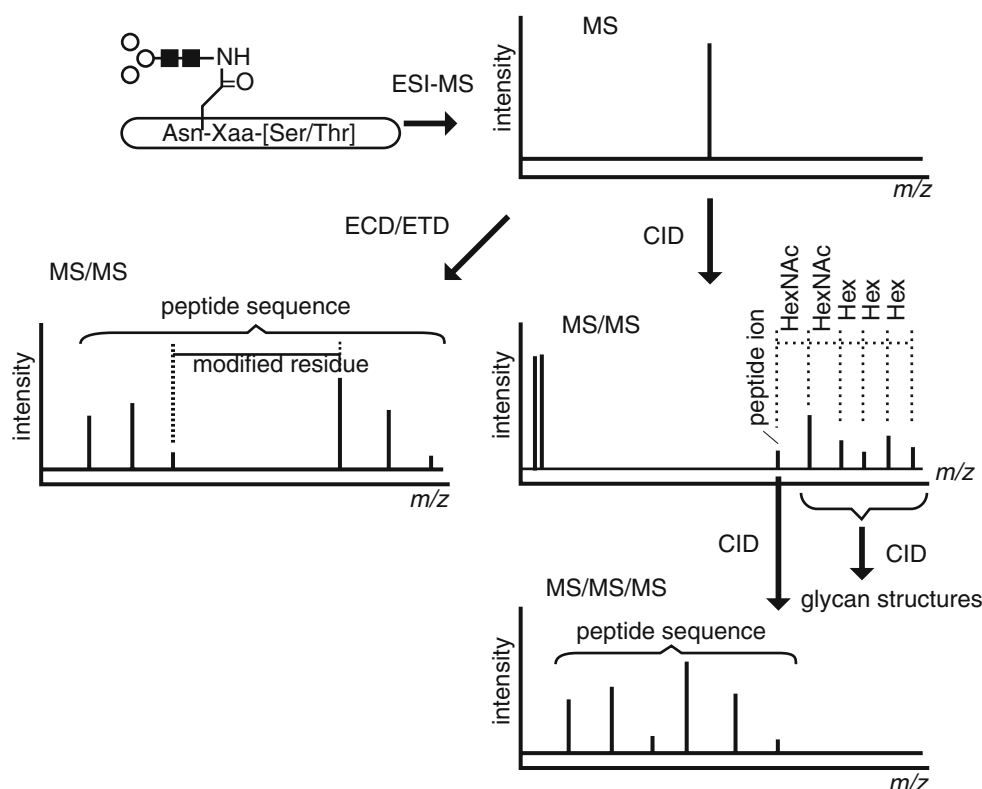 MS
NH
O
ESI-MS
intensity
Asn-Xaa-[Ser/Thr]
m/z
ECD/ETD
CID
MS/MS
peptide sequence
modified residue
intensity
m/z
MS/MS
intensity
peptide ion
HexNAc
HexNAc
Hex
Hex
Hex
m/z
CID
CID
glycan structures
MS/MS/MS
peptide sequence
intensity
m/z